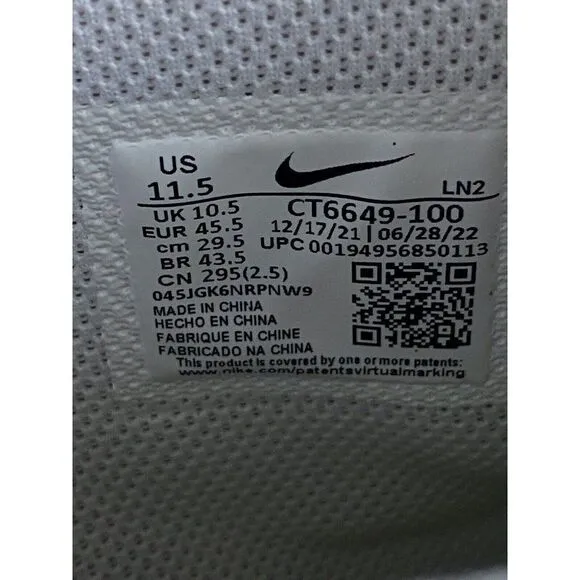 US
11.5
LN2
UK 10.5
CT6649-100
EUR 45.5
12/17/21 | 06/28/22
cm 29.5
UPC 00194956850113
BR 43.5
CN 295(2.5)
045JGK6NRPNW9
MADE IN CHINA
HECHO EN CHINA
FABRIQUE EN CHINE
FABRICADO NA CHINA
This product is covered by one or more patents:
www.nike.com/patentsvirtualmarking